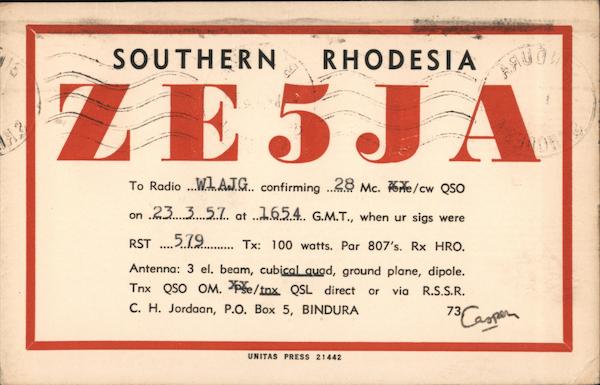 SOUTHERN RHODESIA
ZE5JA
To Radio W1AJG confirming 28 Mc. fone/cw QSO
on 23 3 57 at 1654 G.M.T., when ur sigs were
RST 579 Tx: 100 watts. Par 807's. Rx HRO.
Antenna: 3 el. beam, cubical quad, ground plane, dipole.
Tnx QSO OM. Pse/tnx QSL direct or via R.S.S.R.
C. H. Jordaan, P.O. Box 5, BINDURA 73
UNITAS PRESS 21442